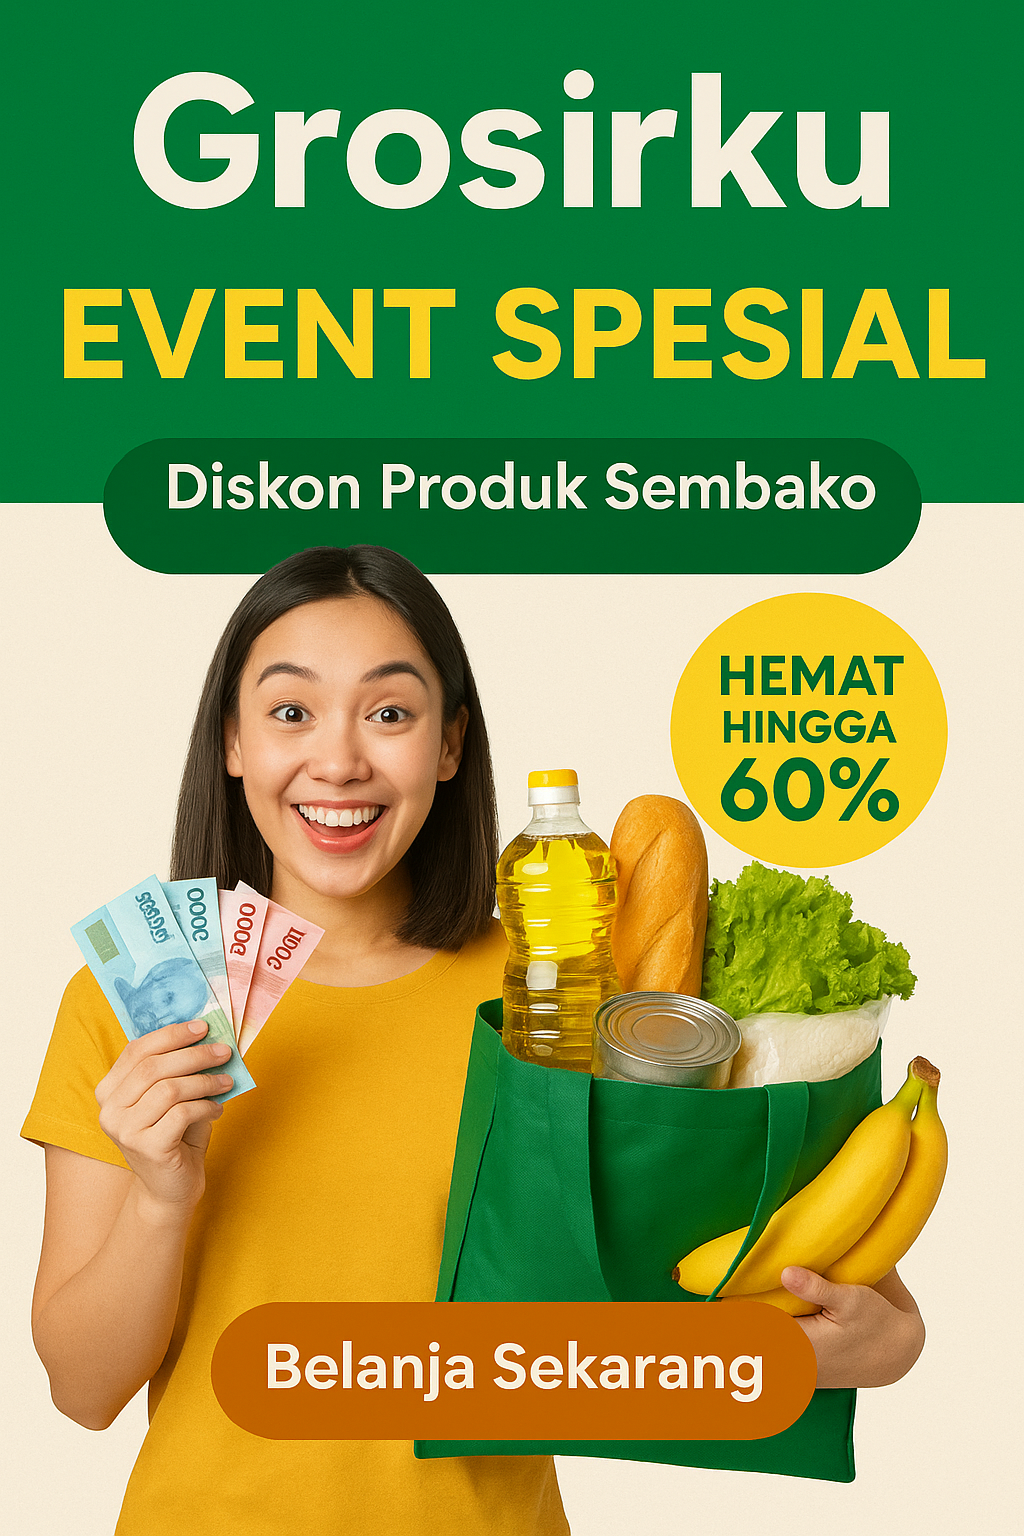 Grosirku
EVENT SPESIAL
Diskon Produk Sembako
HEMAT
HINGGA
60%
Belanja Sekarang